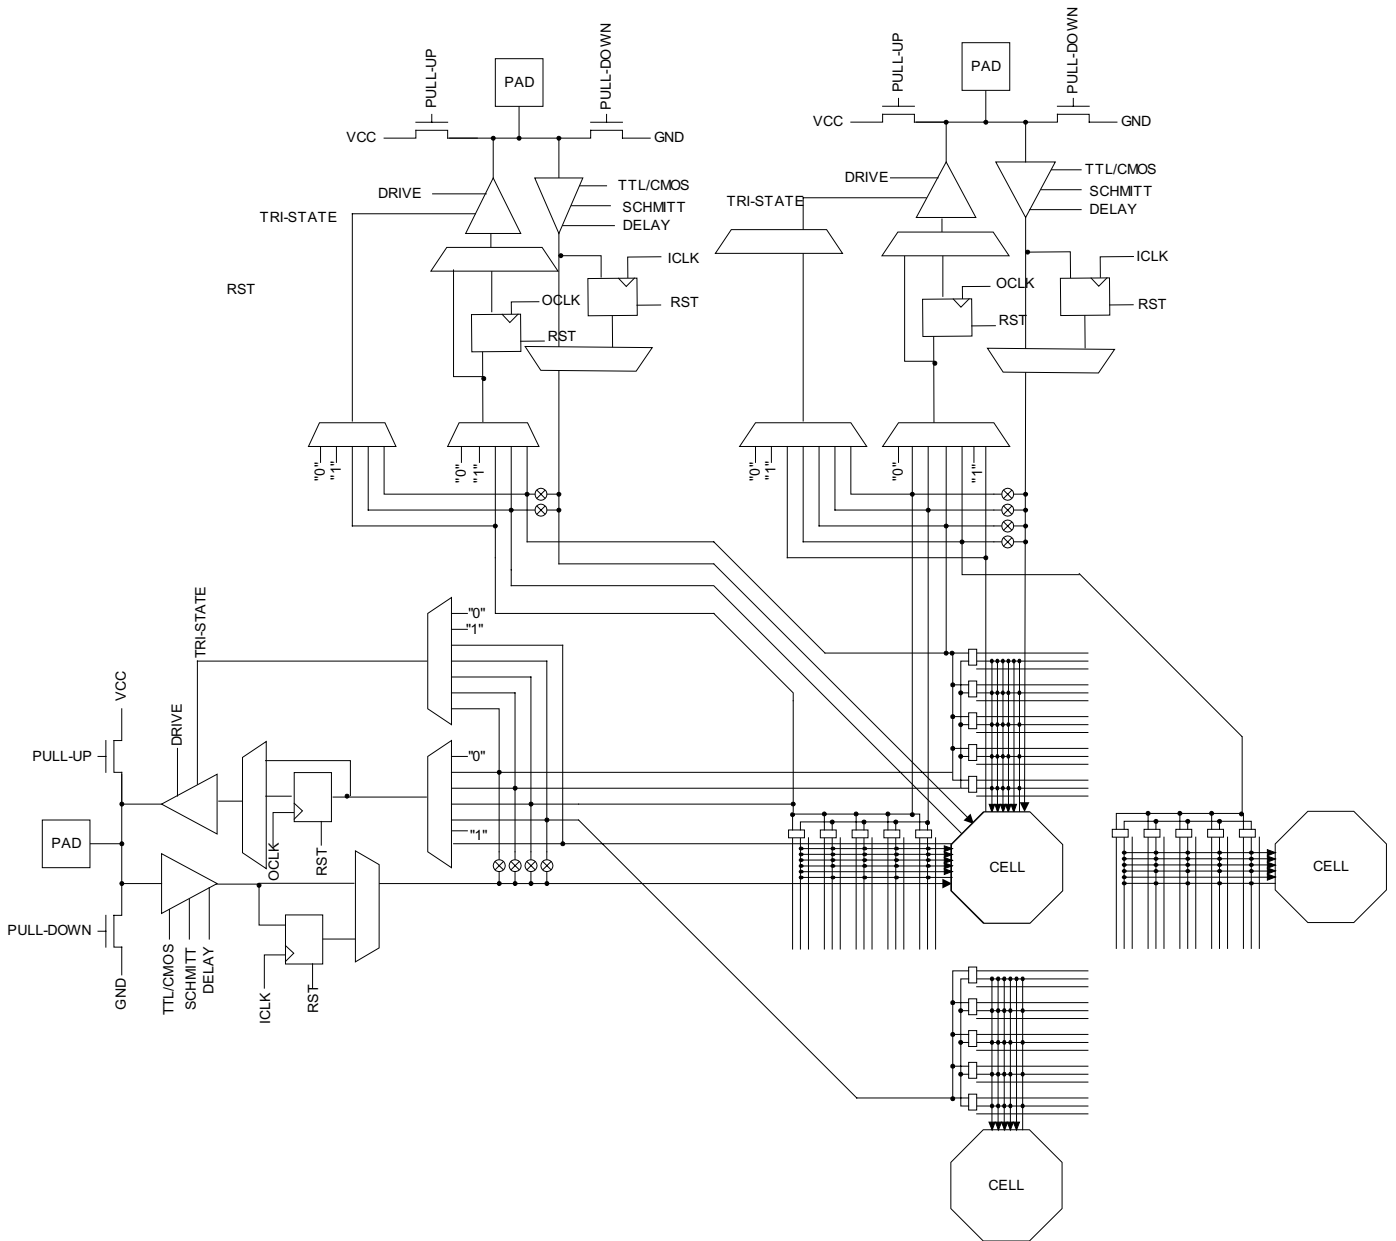 PULL-UP
PAD
PULL-DOWN
VCC
GND
DRIVE
TTL/CMOS
SCHMITT
DELAY
TRI-STATE
ICLK
RST
OCLK
RST
RST
"0"
"1"
"0"
"1"
PULL-UP
PAD
PULL-DOWN
VCC
GND
DRIVE
TTL/CMOS
SCHMITT
DELAY
TRI-STATE
ICLK
OCLK
RST
RST
"0"
"1"
"0"
"1"
TRI-STATE
"0"
"1"
VCC
DRIVE
PULL-UP
"0"
PAD
"1"
OCLK
RST
PULL-DOWN
GND
TTL/CMOS
SCHMITT
DELAY
ICLK
RST
CELL
CELL
CELL